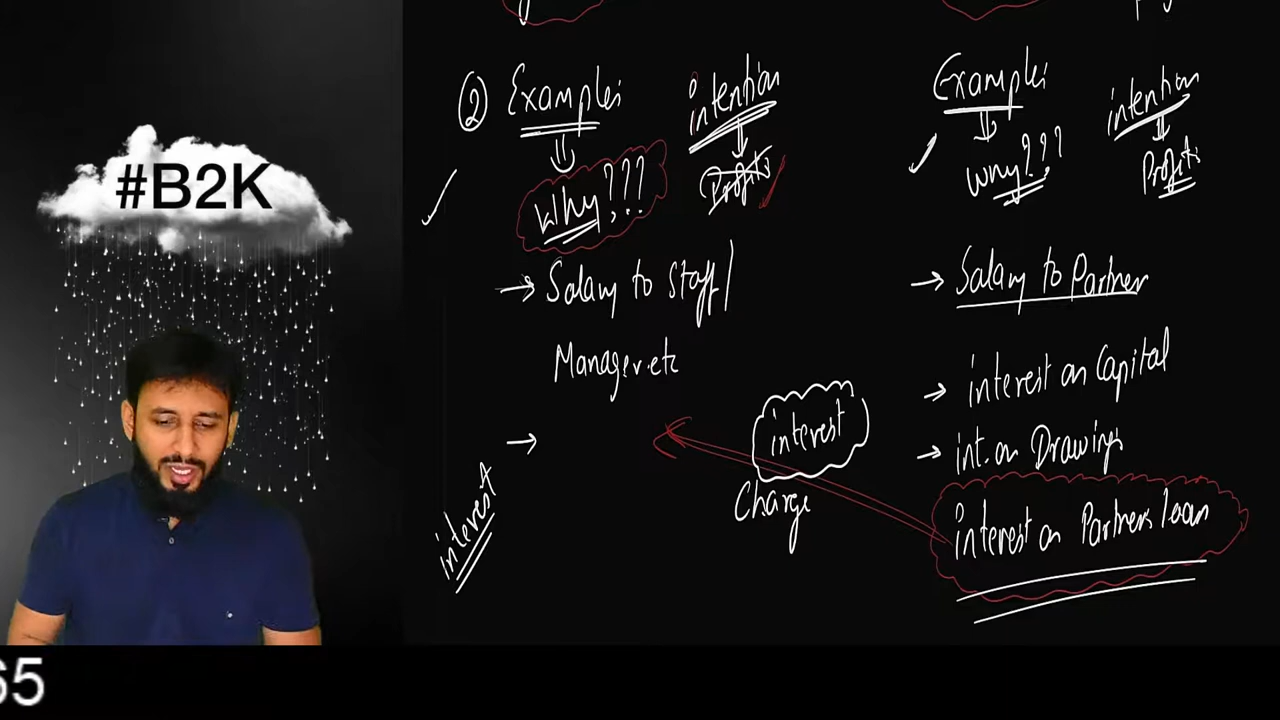 #B2K
② Examples
intention
Why???
Profits
→ Salary to Staff/
Manager etc
→
interest
interest
Charge
Examples
intention
Why???
Profits
→ Salary to Partner
→ interest on Capital
→ int. on Drawings
interest on Partners loan
65